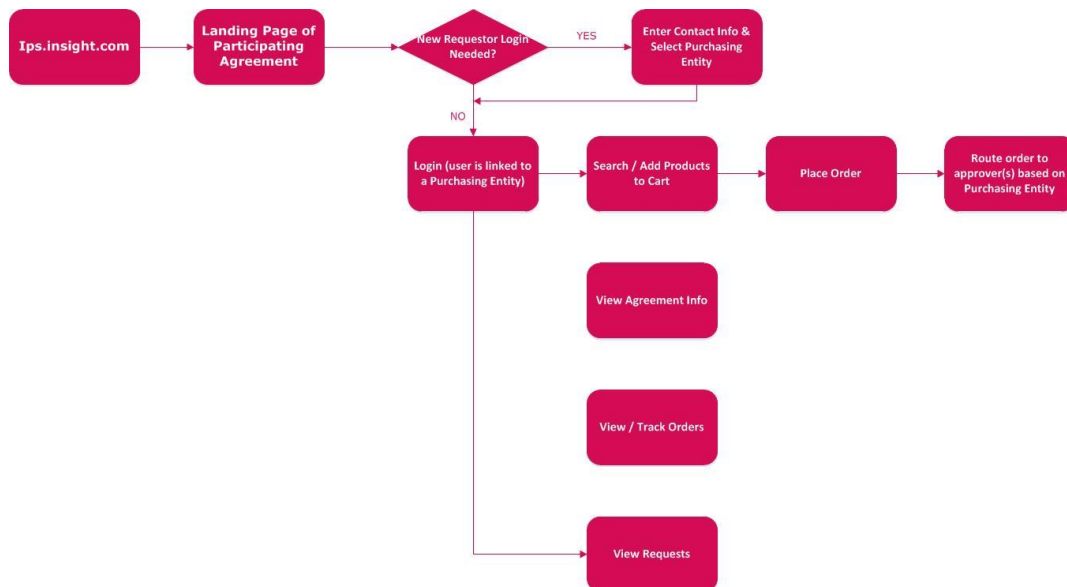 Ips.insight.com
Landing Page of
Participating
Agreement
New Requestor Login
Needed?
YES
Enter Contact Info &
Select Purchasing
Entity
NO
Login (user is linked to
a Purchasing Entity)
Search / Add Products
to Cart
Place Order
Route order to
approver(s) based on
Purchasing Entity
View Agreement Info
View / Track Orders
View Requests